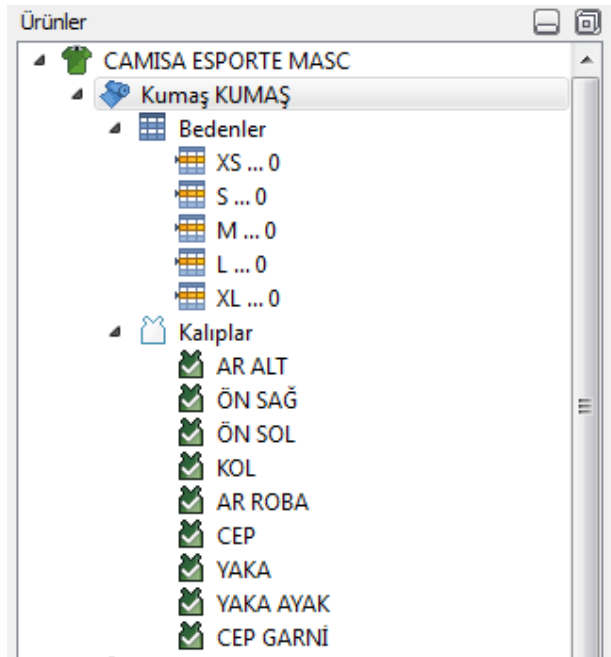 Ürünler
CAMISA ESPORTE MASC
Kumaş KUMAŞ
Bedenler
XS ... 0
S ... 0
M ... 0
L ... 0
XL ... 0
Kalıplar
AR ALT
ÖN SAĞ
ÖN SOL
KOL
AR ROBA
CEP
YAKA
YAKA AYAK
CEP GARNİ